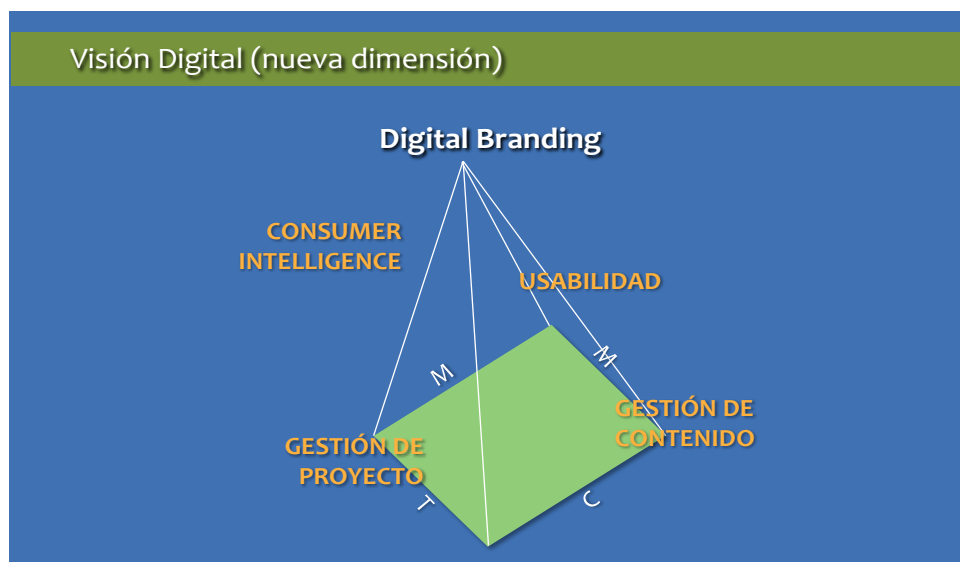 Visión Digital (nueva dimensión)
Digital Branding
CONSUMER
INTELLIGENCE
USABILIDAD
M
M
GESTIÓN DE
CONTENIDO
GESTIÓN DE
PROYECTO
T
C